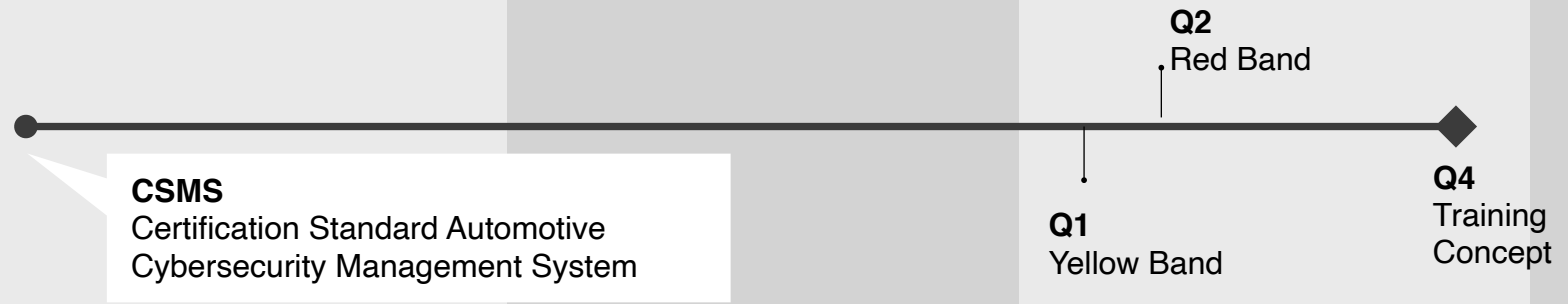 CSMS
Certification Standard Automotive
Cybersecurity Management System
Q1
Yellow Band
Q2
Red Band
Q4
Training
Concept